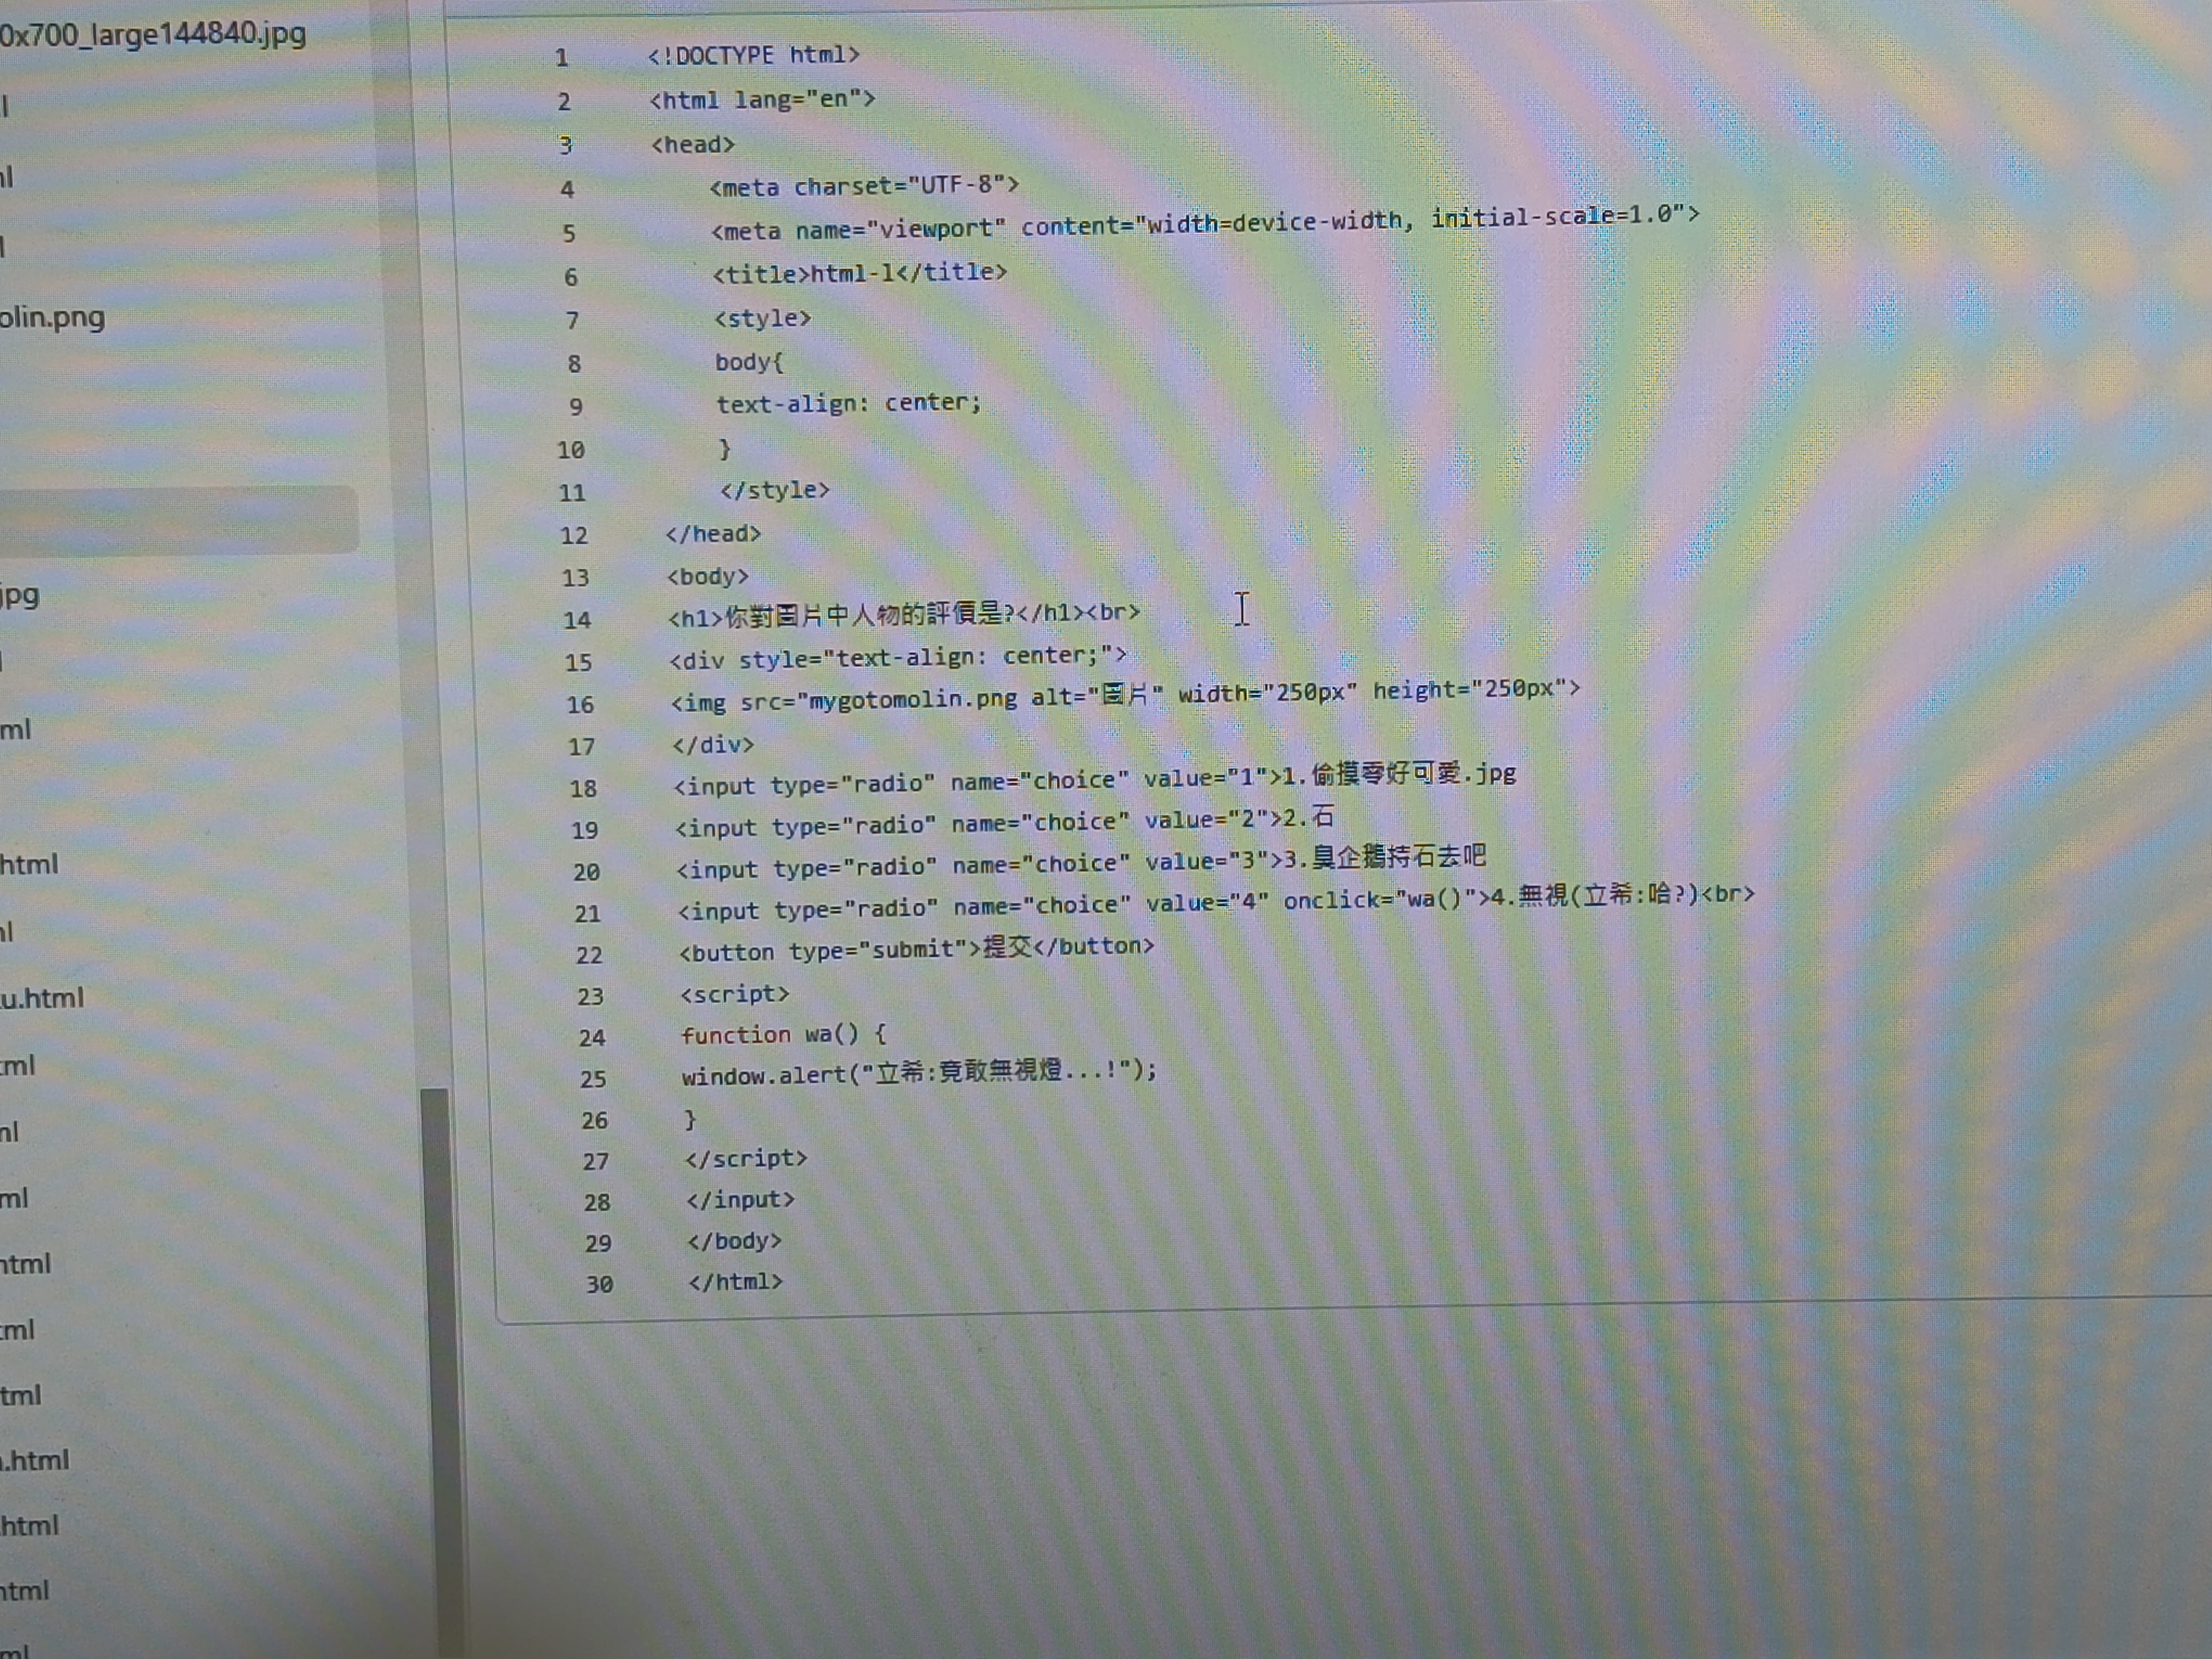 0x700_large144840.jpg
l
nl
l
olin.png
jpg
l
ml
html
nl
u.html
ml
nl
ml
html
ml
tml
.html
html
html
ml
1 <!DOCTYPE html>
2 <html lang="en">
3 <head>
4 <meta charset="UTF-8">
5 <meta name="viewport" content="width=device-width, initial-scale=1.0">
6 <title>html-1</title>
7 <style>
8 body{
9 text-align: center;
10 }
11 </style>
12 </head>
13 <body>
14 <h1>你對圖片中人物的評價是?</h1><br>
15 <div style="text-align: center;">
16 <img src="mygotomolin.png alt="圖片" width="250px" height="250px">
17 </div>
18 <input type="radio" name="choice" value="1">1.偷摸零好可愛.jpg
19 <input type="radio" name="choice" value="2">2.石
20 <input type="radio" name="choice" value="3">3.臭企鵝持石去吧
21 <input type="radio" name="choice" value="4" onclick="wa()">4.無視(立希:哈?)<br>
22 <button type="submit">提交</button>
23 <script>
24 function wa() {
25 window.alert("立希:竟敢無視燈...!");
26 }
27 </script>
28 </input>
29 </body>
30 </html>